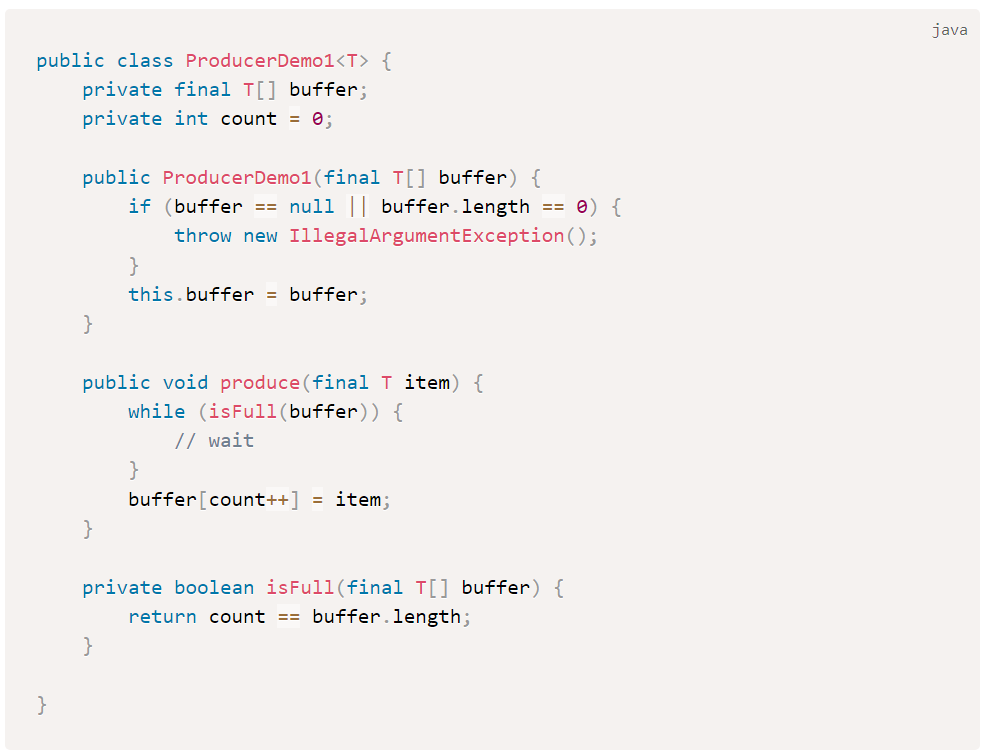 java
public class ProducerDemo1<T> {
    private final T[] buffer;
    private int count = 0;

    public ProducerDemo1(final T[] buffer) {
        if (buffer == null || buffer.length == 0) {
            throw new IllegalArgumentException();
        }
        this.buffer = buffer;
    }

    public void produce(final T item) {
        while (isFull(buffer)) {
            // wait
        }
        buffer[count++] = item;
    }

    private boolean isFull(final T[] buffer) {
        return count == buffer.length;
    }

}